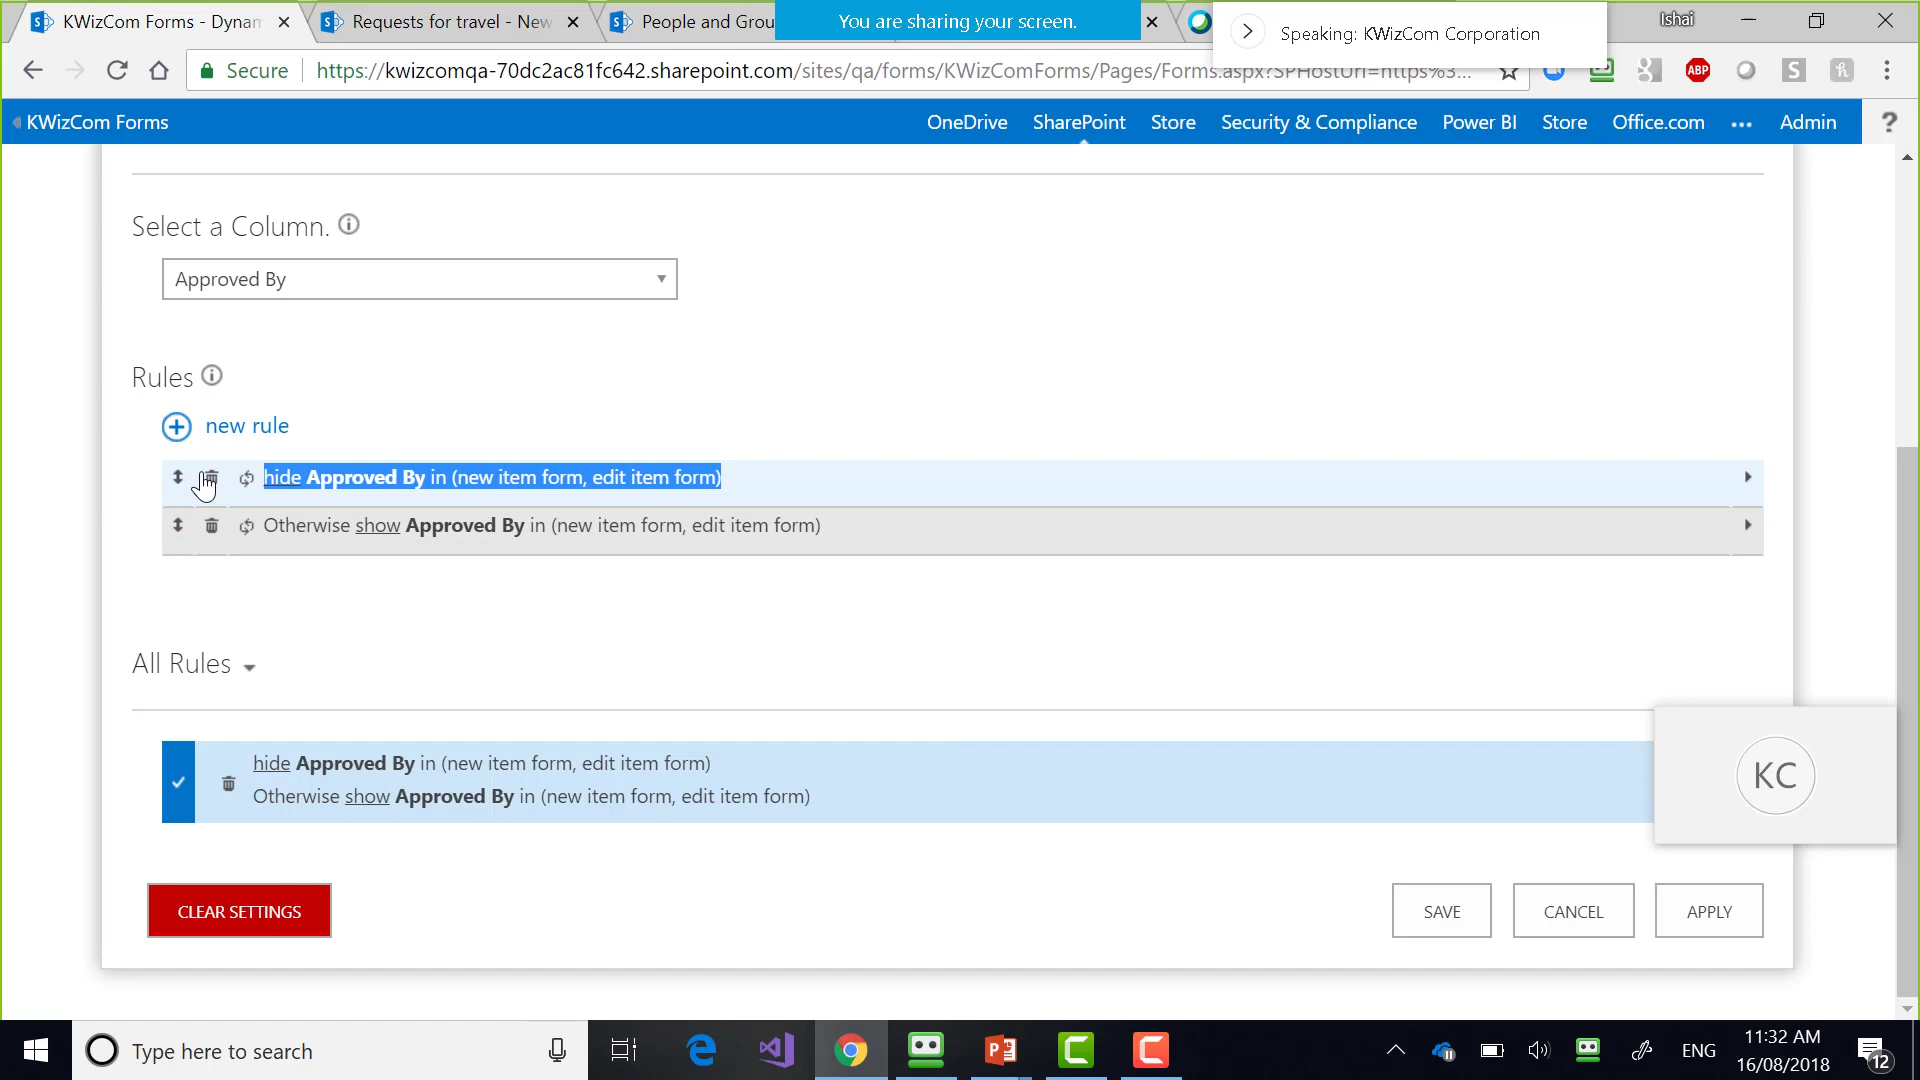 KWizCom Forms - Dynam
Requests for travel - New
People and Grou
You are sharing your screen.
Speaking: KWizCom Corporation
Ishai
Secure
https://kwizcomqa-70dc2ac81fc642.sharepoint.com/sites/qa/forms/KWizComForms/Pages/Forms.aspx?SPHostUrl=https%3...
ABP
S
h
KWizCom Forms
OneDrive
SharePoint
Store
Security & Compliance
Power BI
Store
Office.com
...
Admin
?
Select a Column.
Approved By
Rules
new rule
hide Approved By in (new item form, edit item form)
Otherwise show Approved By in (new item form, edit item form)
All Rules
hide Approved By in (new item form, edit item form)
Otherwise show Approved By in (new item form, edit item form)
KC
CLEAR SETTINGS
SAVE
CANCEL
APPLY
Type here to search
ENG
11:32 AM
16/08/2018
12